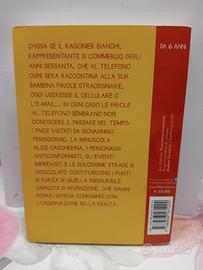 CHISSÀ SE IL RAGIONIER BIANCHI,
RAPPRESENTANTE DI COMMERCIO DEGLI
ANNI SESSANTA, CHE AL TELEFONO
OGNI SERA RACCONTAVA ALLA SUA
BAMBINA FAVOLE STRAORDINARIE,
OGGI USEREBBE IL CELLULARE O
L'E-MAIL... IN OGNI CASO LE FAVOLE
AL TELEFONO SEMBRANO NON
CONOSCERE IL PASSARE DEL TEMPO:
I PAESI VISITATI DA GIOVANNINO
PERDIGIORNO, LA MINUSCOLA
ALICE CASCHERINA, I PERSONAGGI
ANTICONFORMISTI, GLI EVENTI
IMPREVISTI E LE DOLCISSIME STRADE DI
CIOCCOLATO COSTITUISCONO I PUNTI
DI FORZA DI QUELLA INESAURIBILE
CAPACITÀ DI INVENZIONE, CHE GIANNI
RODARI SAPEVA CONIUGARE CON
L'OSSERVAZIONE DELLA REALTÀ.
DA 6 ANNI